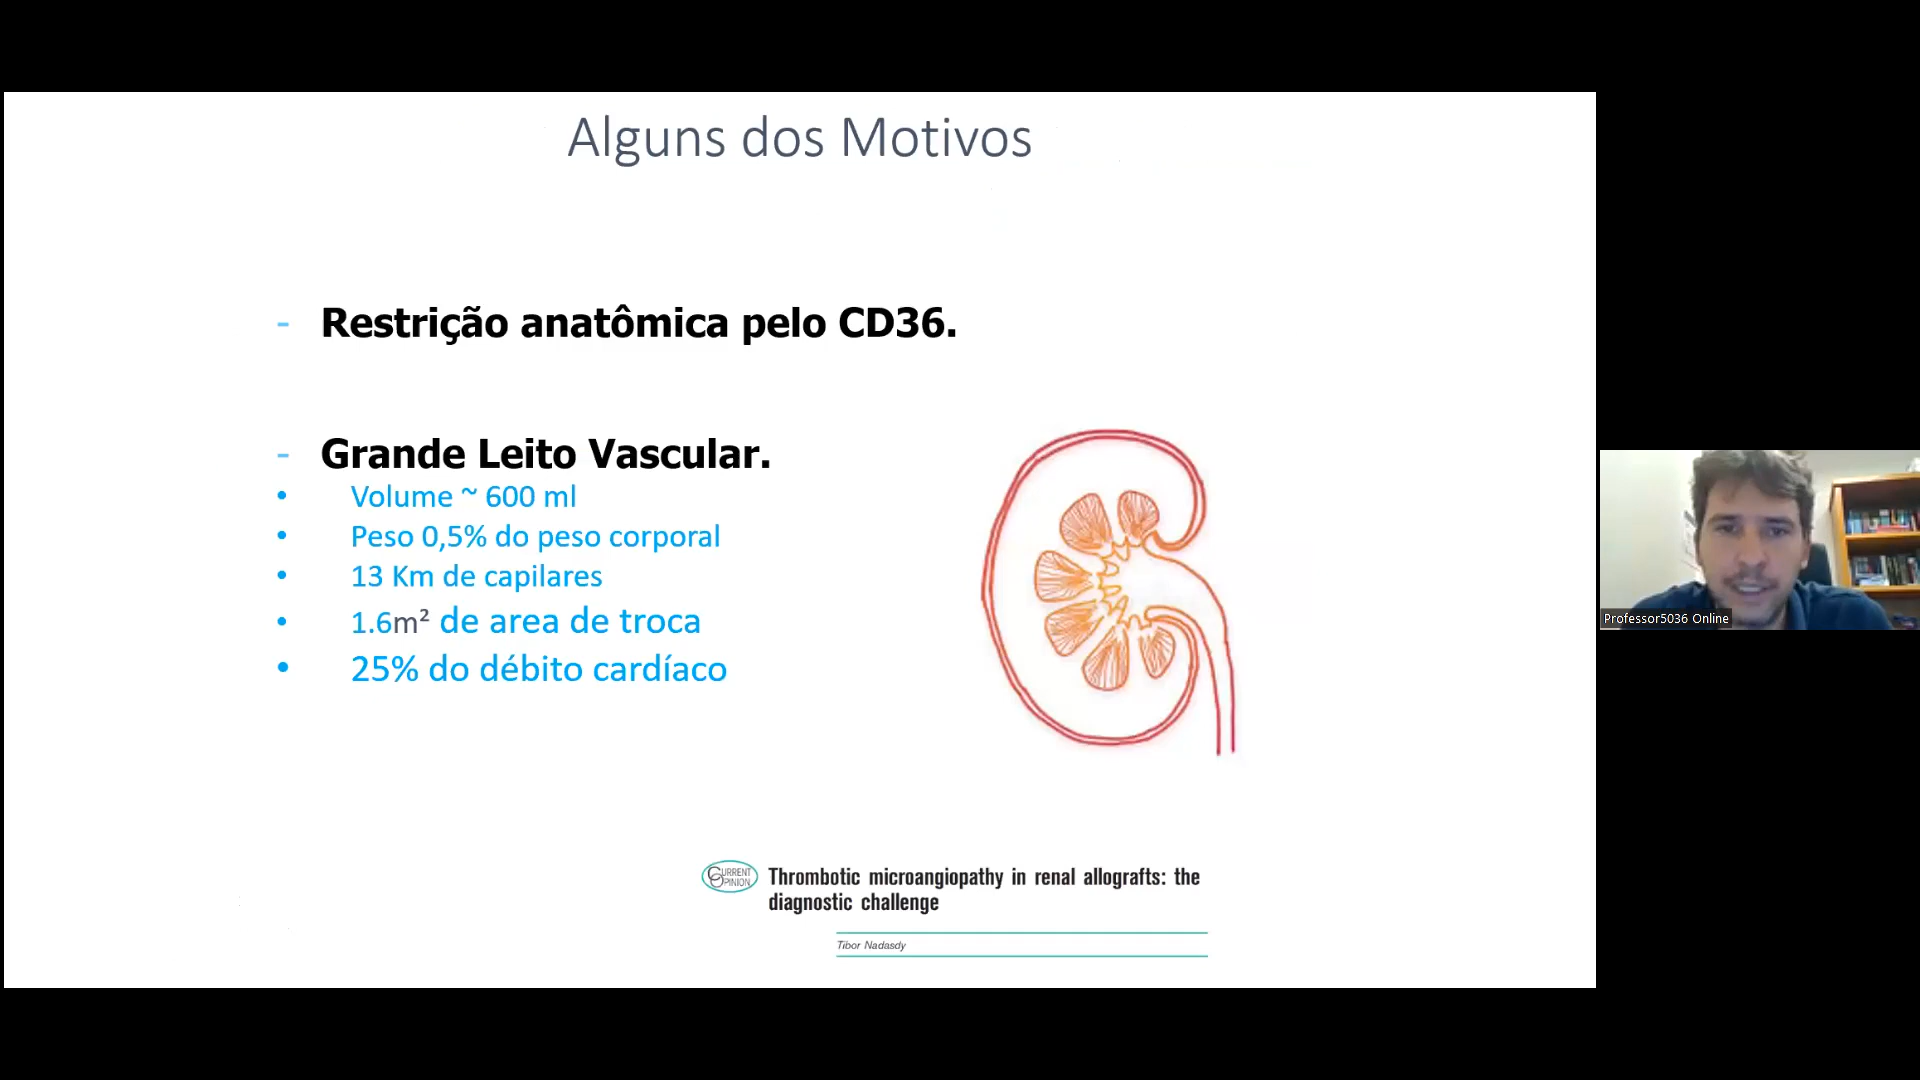 Alguns dos Motivos
- Restrição anatômica pelo CD36.
- Grande Leito Vascular.
• Volume ~ 600 ml
• Peso 0,5% do peso corporal
• 13 Km de capilares
• 1.6m² de area de troca
• 25% do débito cardíaco
Professor5036 Online
CURRENT
OPINION
Thrombotic microangiopathy in renal allografts: the
diagnostic challenge
Tibor Nadasdy